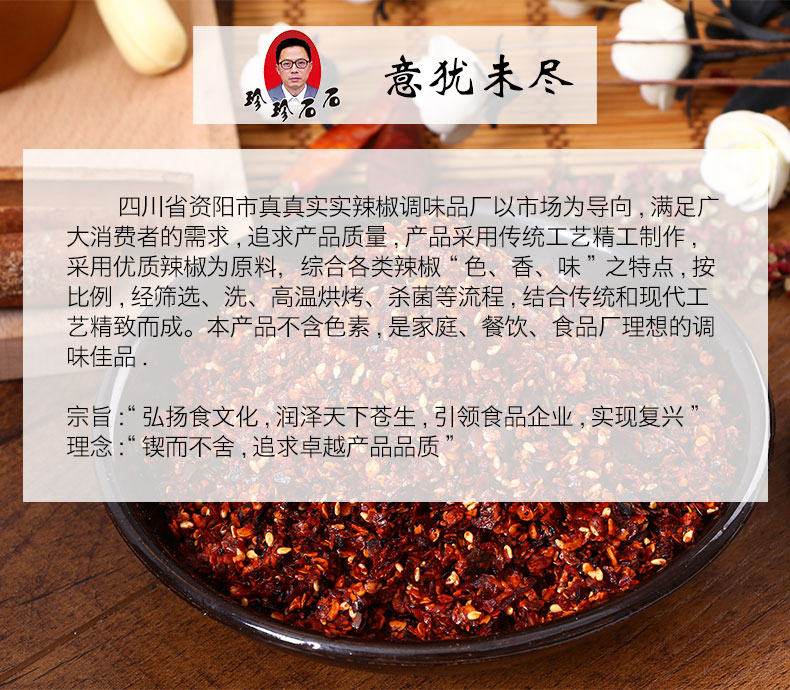 珍珍石石
意犹未尽
四川省资阳市真真实实辣椒调味品厂以市场为导向,满足广
大消费者的需求,追求产品质量,产品采用传统工艺精工制作,
采用优质辣椒为原料, 综合各类辣椒“色、香、味”之特点,按
比例,经筛选、洗、高温烘烤、杀菌等流程,结合传统和现代工
艺精致而成。本产品不含色素,是家庭、餐饮、食品厂理想的调
味佳品.
宗旨:“弘扬食文化,润泽天下苍生,引领食品企业,实现复兴”
理念:“锲而不舍,追求卓越产品品质”